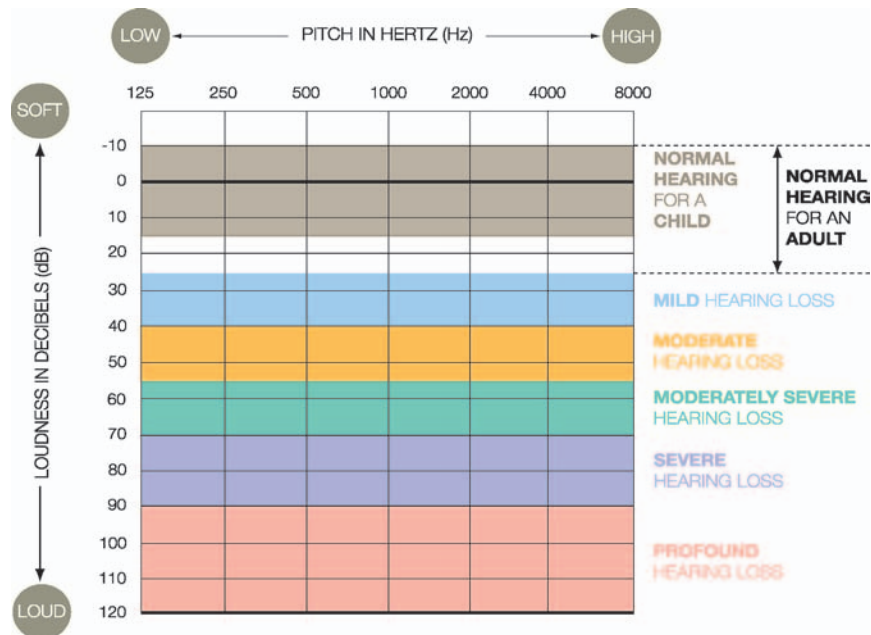 LOW
PITCH IN HERTZ (Hz)
HIGH
125 250 500 1000 2000 4000 8000
SOFT
LOUDNESS IN DECIBELS (dB)
LOUD
-10
0
10
20
30
40
50
60
70
80
90
100
110
120
NORMAL
HEARING
FOR A
CHILD
NORMAL
HEARING
FOR AN
ADULT
MILD HEARING LOSS
MODERATE
HEARING LOSS
MODERATELY SEVERE
HEARING LOSS
SEVERE
HEARING LOSS
PROFOUND
HEARING LOSS